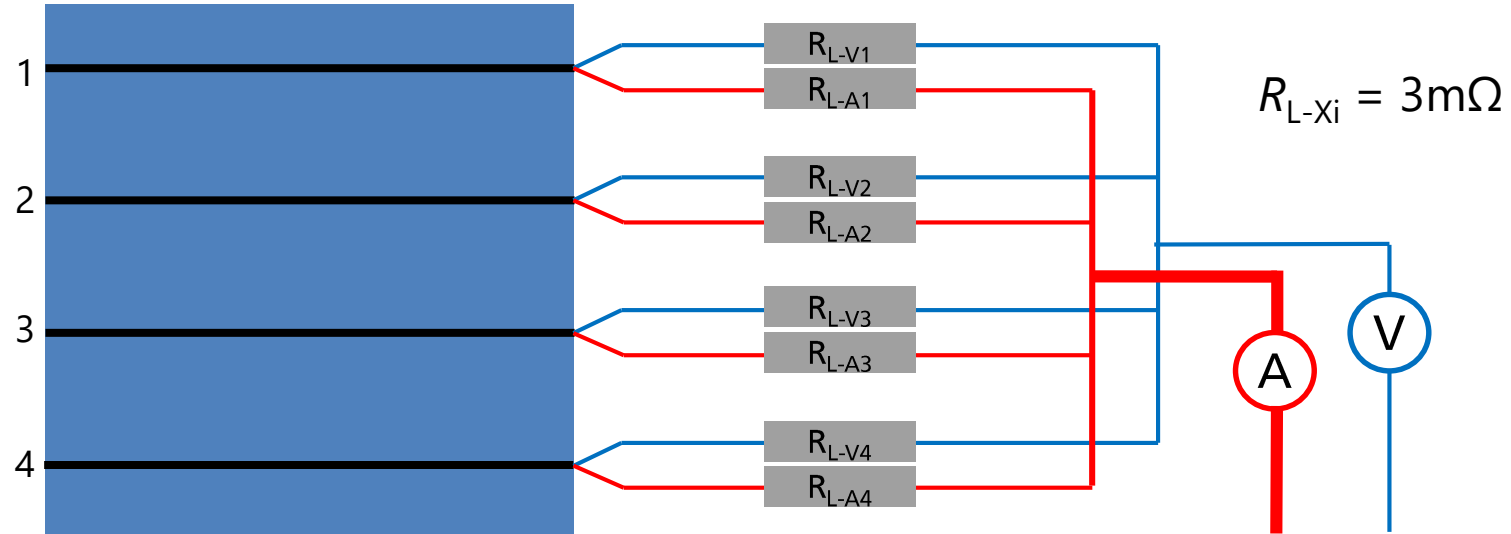 R_L-V1
1
R_L-A1
R_L-Xi = 3mΩ
R_L-V2
2
R_L-A2
R_L-V3
3
R_L-A3
V
A
R_L-V4
4
R_L-A4